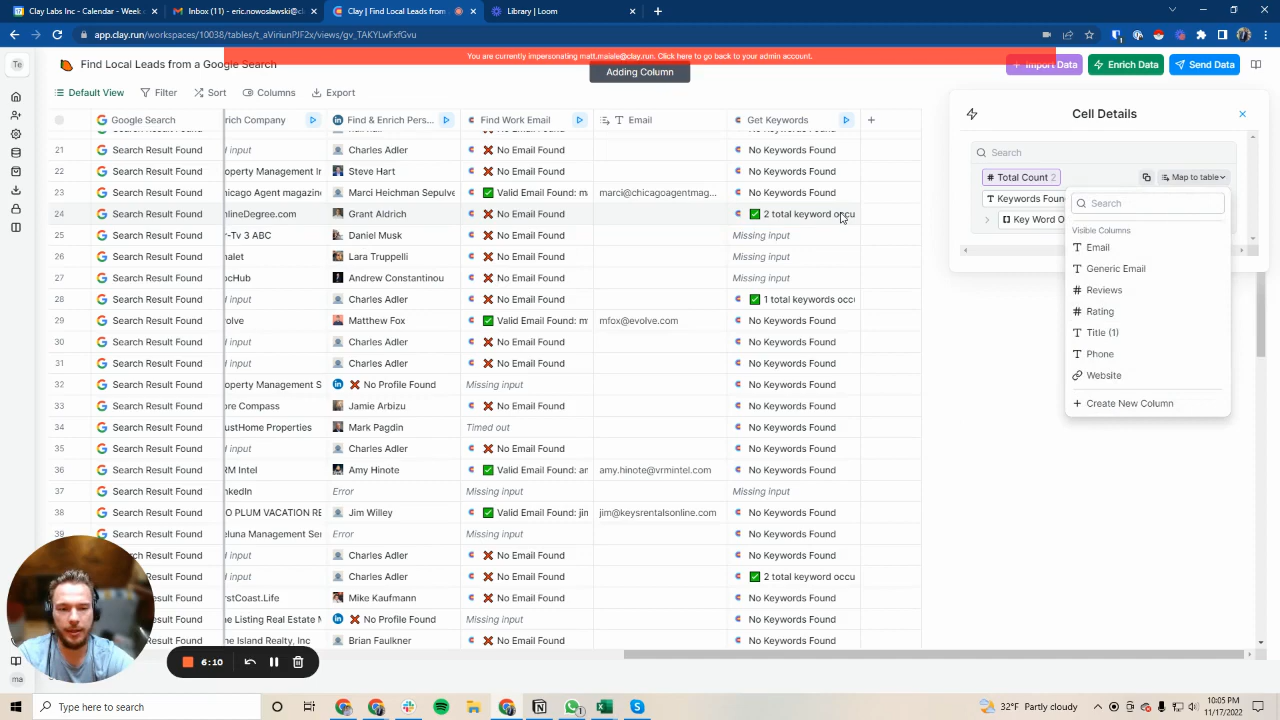 Clay Labs - Calendar - Week
Inbox (11)
Clay | Find Local Leads from
Library | Loom
app.clay.run/workspaces/10038/tables/t_aViriunPJF2x/views/gv_TAKYLwFxfGvu
You are currently impersonating matt.maiale@clay.run. Click here to go back to your admin account.
Find Local Leads from a Google Search
Adding Column
Import Data
Enrich Data
Send Data
Default View Filter Sort Columns Export
Google Search
rich Company
Find & Enrich Pers...
Find Work Email
Email
Get Keywords
21 Search Result Found d input Charles Adler No Email Found No Keywords Found
22 Search Result Found operty Management In Steve Hart No Email Found No Keywords Found
23 Search Result Found hicago Agent magazine Marci Heichman Sepulve Valid Email Found: ma marci@chicagoagentmag... No Keywords Found
24 Search Result Found nlineDegree.com Grant Aldrich No Email Found 2 total keyword occu
25 Search Result Found r-Tv 3 ABC Daniel Musk No Email Found Missing input
26 Search Result Found halet Lara Truppelli No Email Found Missing input
27 Search Result Found ocHub Andrew Constantinou No Email Found Missing input
28 Search Result Found d input Charles Adler No Email Found 1 total keywords occu
29 Search Result Found volve Matthew Fox Valid Email Found: m mfox@evolve.com No Keywords Found
30 Search Result Found d input Charles Adler No Email Found No Keywords Found
31 Search Result Found d input Charles Adler No Email Found No Keywords Found
32 Search Result Found operty Management S No Profile Found Missing input No Keywords Found
33 Search Result Found ore Compass Jamie Arbizu No Email Found No Keywords Found
34 Search Result Found ustHome Properties Mark Pagdin Timed out No Keywords Found
35 Search Result Found d input Charles Adler No Email Found No Keywords Found
36 Search Result Found RM Intel Amy Hinote Valid Email Found: ar amy.hinote@vrmintel.com No Keywords Found
37 Search Result Found nkedIn Error Missing input Missing input
38 Search Result Found O PLUM VACATION RE Jim Willey Valid Email Found: jim jim@keysrentalsonline.com No Keywords Found
39 Search Result Found eluna Management Ser Error Missing input No Keywords Found
Search Result Found d input Charles Adler No Email Found No Keywords Found
Search Result Found d input Charles Adler No Email Found 2 total keyword occu
Search Result Found rstCoast.Life Mike Kaufmann No Email Found No Keywords Found
Search Result Found e Listing Real Estate M No Profile Found Missing input No Keywords Found
Search Result Found ne Island Realty, Inc Brian Faulkner No Email Found No Keywords Found
Cell Details
Search
Total Count 2
Map to table
Keywords Foun
Key Word O
Search
Visible Columns
Email
Generic Email
Reviews
Rating
Title (1)
Phone
Website
Create New Column
6:10
ma
Type here to search
32°F Partly cloudy
10:05 PM
11/17/2022